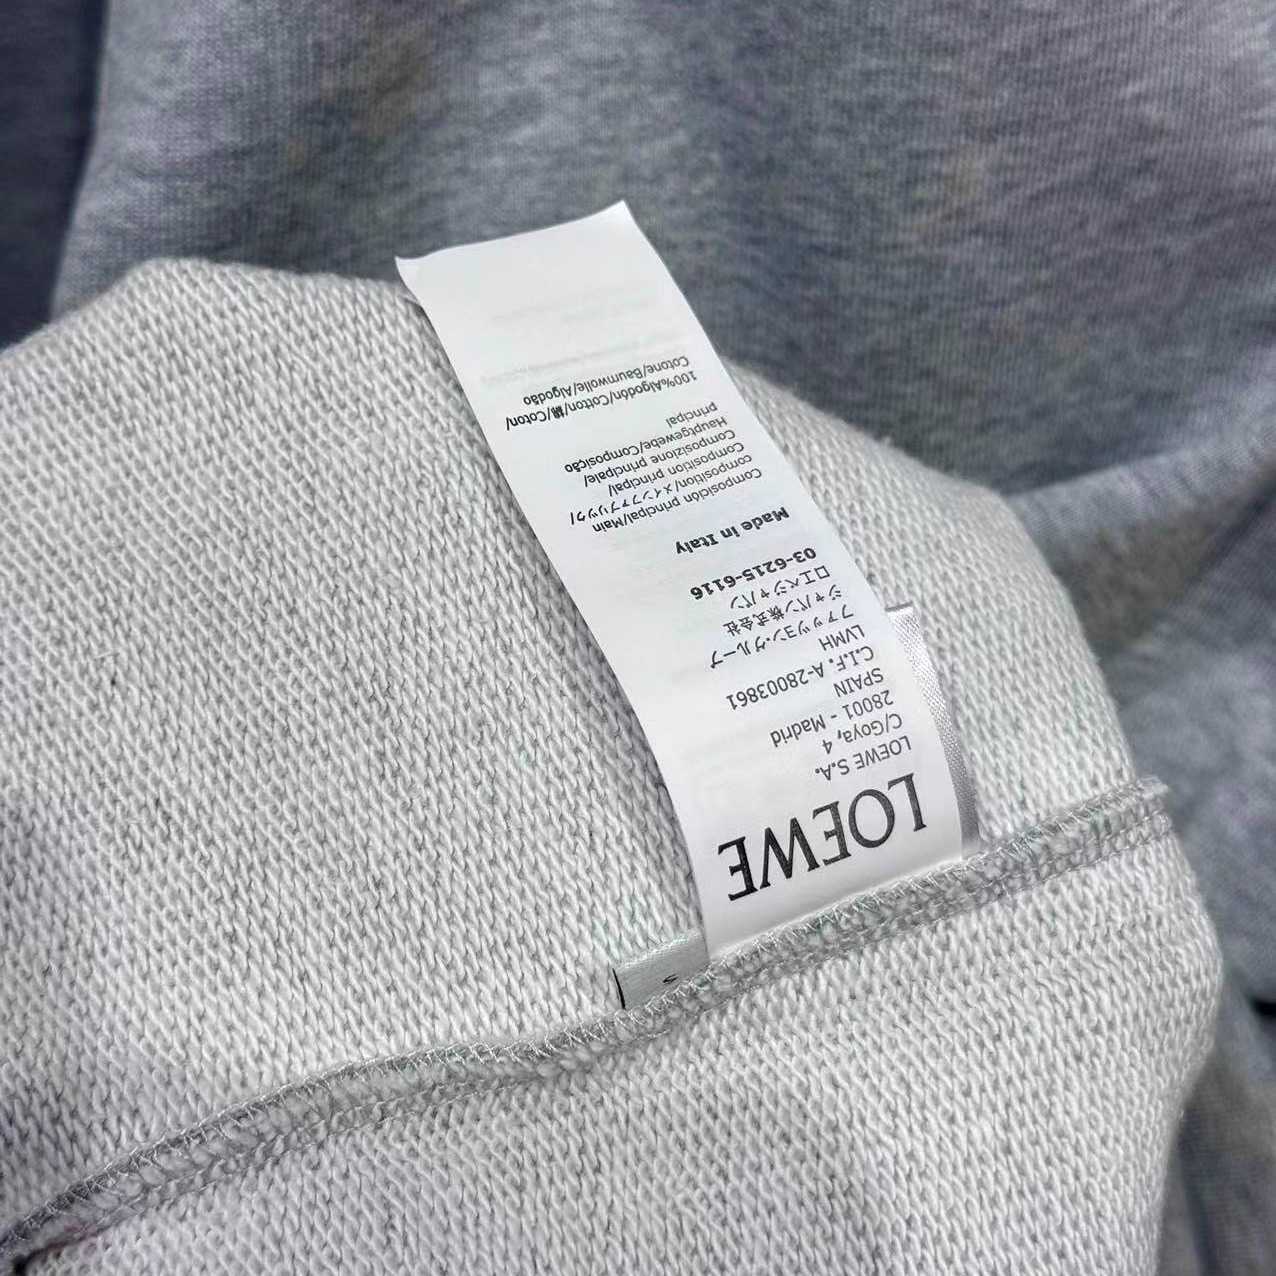 LOEWE
LOEWE S.A.
C/Goya, 4
28001 - Madrid
SPAIN
C.I.F. A-28003861
LVMH
ファッション・グループ
ジャパン株式会社
ロエベジャパン
03-6215-6116
Made in Italy
Composición principal/Main
composition/メインファブリック/
Composition principal/
Composizione principale/
Hauptgewebe/Composição
principal
100%Algodón/Cotton/綿/Coton/
Cotone/Baumwolle/Algodão
S